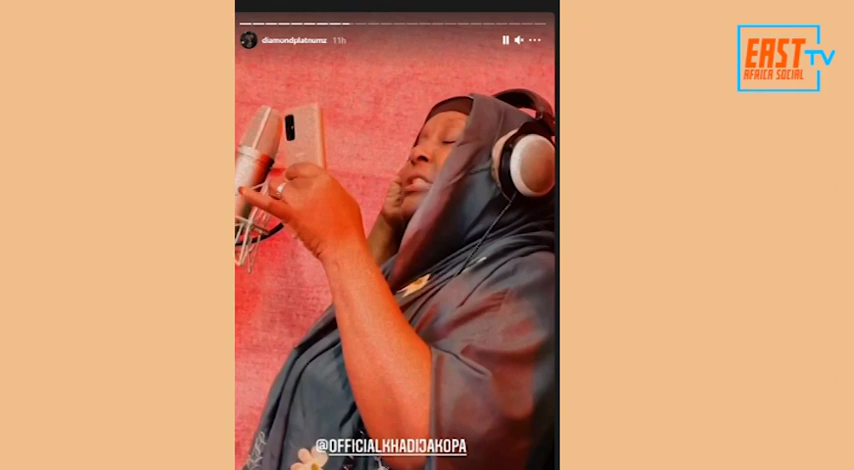 diamondplatnumz 11h
EAST TV
AFRICA SOCIAL
@OFFICIALKHADIJAKOPA